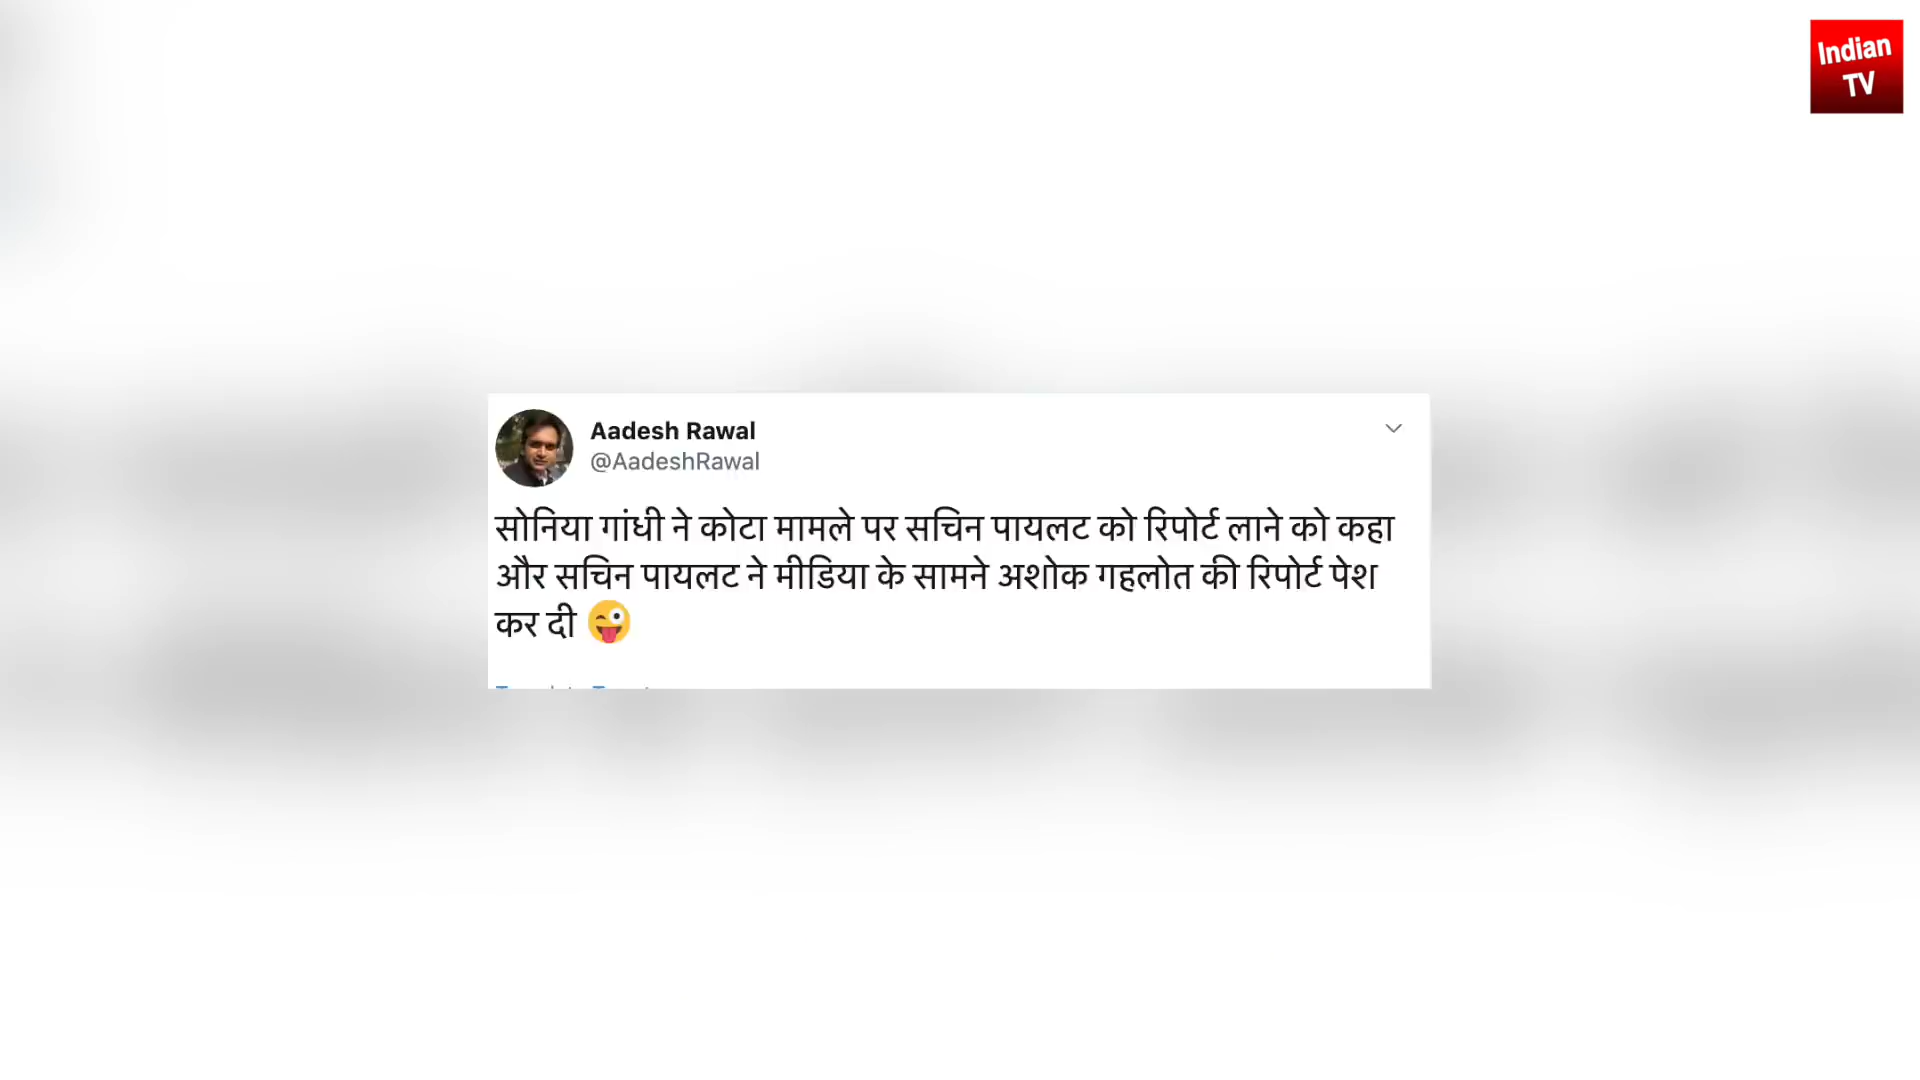 Indian
TV
Aadesh Rawal
@AadeshRawal
सोनिया गांधी ने कोटा मामले पर सचिन पायलट को रिपोर्ट लाने को कहा
और सचिन पायलट ने मीडिया के सामने अशोक गहलोत की रिपोर्ट पेश
कर दी 😜